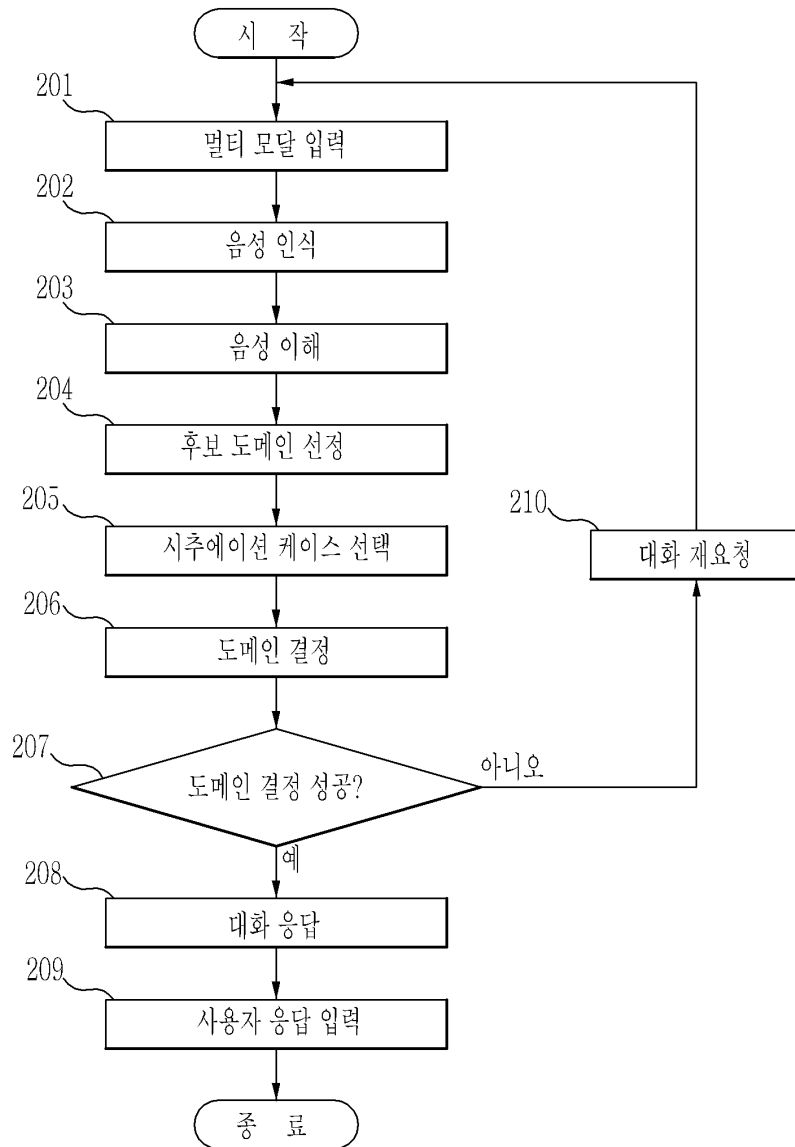 시 작
201
멀티 모달 입력
202
음성 인식
203
음성 이해
204
후보 도메인 선정
205
시추에이션 케이스 선택
210
대화 재요청
206
도메인 결정
207
도메인 결정 성공?
아니오
예
208
대화 응답
209
사용자 응답 입력
종 료